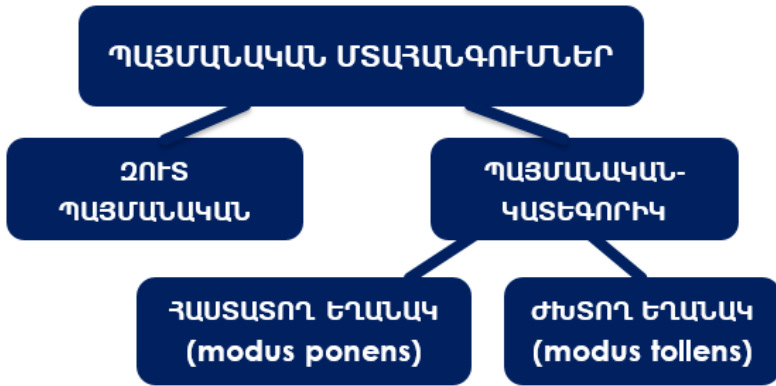 ՊԱՅՄԱՆԱԿԱՆ ՄՏԱՀԱՆԳՈՒՄՆԵՐ
ԶՈՒՏ
ՊԱՅՄԱՆԱԿԱՆ
ՊԱՅՄԱՆԱԿԱՆ-
ԿԱՏԵԳՈՐԻԿ
ՀԱՍՏԱՏՈՂ ԵՂԱՆԱԿ
(modus ponens)
ԺԽՏՈՂ ԵՂԱՆԱԿ
(modus tollens)